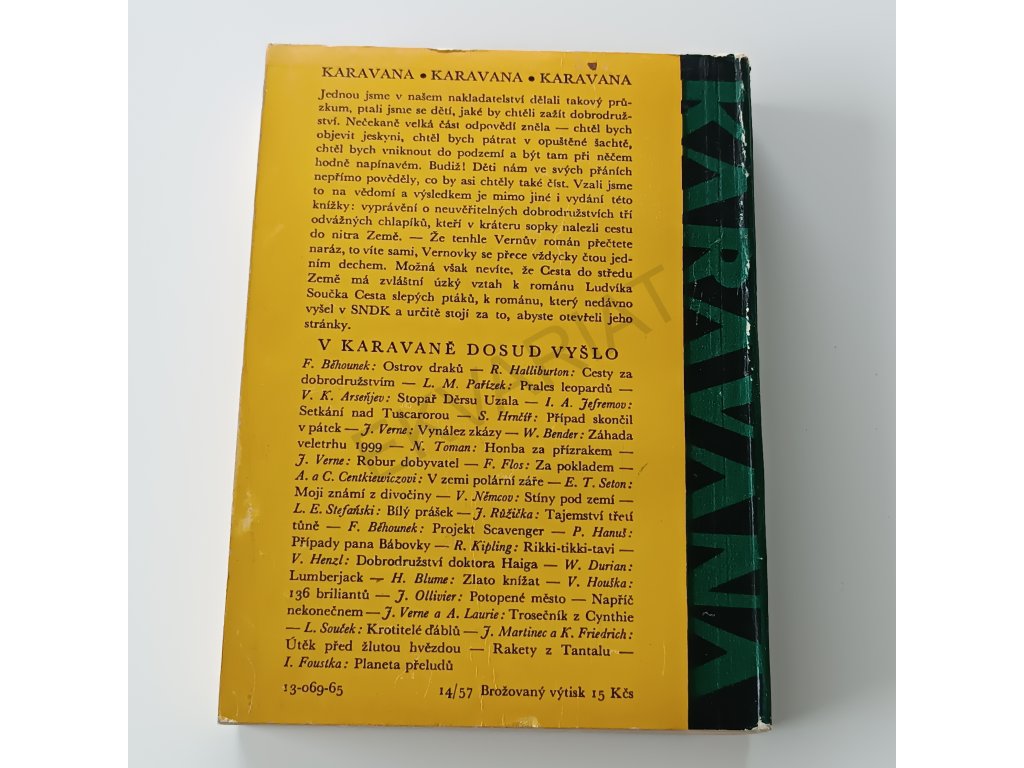 KARAVANA • KARAVANA • KARAVANA
Jednou jsme v našem nakladatelství dělali takový prů-
zkum, ptali jsme se dětí, jaké by chtěli zažít dobrodruž-
ství. Nečekaně velká část odpovědí zněla — chtěl bych
objevit jeskyni, chtěl bych pátrat v opuštěné šachtě,
chtěl bych vniknout do podzemí a být tam při něčem
hodně napínavém. Budiž! Děti nám ve svých přáních
nepřímo pověděly, co by asi chtěly také číst. Vzali jsme
to na vědomí a výsledkem je mimo jiné i vydání této
knížky: vyprávění o neuvěřitelných dobrodružstvích tří
odvážných chlapíků, kteří v kráteru sopky nalezli cestu
do nitra Země. — Že tenhle Vernův román přečtete
naráz, to víte sami, Vernovky se přece vždycky čtou jed-
ním dechem. Možná však nevíte, že Cesta do středu
Země má zvláštní úzký vztah k románu Ludvíka
Součka Cesta slepých ptáků, k románu, který nedávno
vyšel v SNDK a určitě stojí za to, abyste otevřeli jeho
stránky.
V KARAVANĚ DOSUD VYŠLO
F. Běhounek: Ostrov draků — R. Halliburton: Cesty za
dobrodružstvím — L. M. Pařízek: Prales leopardů —
V. K. Arseňjev: Stopař Děrsu Uzala — I. A. Jefremov:
Setkání nad Tuscarorou — S. Hrnčíř: Případ skončil
v pátek — J. Verne: Vynález zkázy — W. Bender: Záhada
veletrhu 1999 — N. Toman: Honba za přízrakem —
J. Verne: Robur dobyvatel — F. Flos: Za pokladem —
A. a C. Centkiewiczovi: V zemi polární záře — E. T. Seton:
Moji známí z divočiny — V. Němcov: Stíny pod zemí —
L. E. Stefański: Bílý prášek — J. Růžička: Tajemství třetí
tůně — F. Běhounek: Projekt Scavenger — P. Hanuš:
Případy pana Bábovky — R. Kipling: Rikki-tikki-tavi —
V. Henzl: Dobrodružství doktora Haiga — W. Durian:
Lumberjack — H. Blume: Zlato knížat — V. Houška:
136 briliantů — J. Ollivier: Potopené město — Napříč
nekonečnem — J. Verne a A. Laurie: Trosečník z Cynthie
— L. Souček: Krotitelé ďáblů — J. Martinec a K. Friedrich:
Útěk před žlutou hvězdou — Rakety z Tantalu —
I. Foustka: Planeta přeludů
13-069-65 14/57 Brožovaný výtisk 15 Kčs
KARAVANA